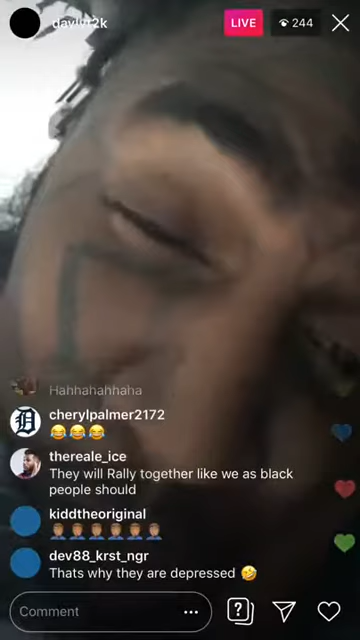 LIVE
244
Hahhahahhaha
cherylpalmer2172
😂😂😂
thereale_ice
They will Rally together like we as black
people should
kiddtheoriginal
🤦🏽‍♂️🤦🏽‍♂️🤦🏽‍♂️🤦🏽‍♂️🤦🏽‍♂️🤦🏽‍♂️
dev88_krst_ngr
Thats why they are depressed 🤣
Comment